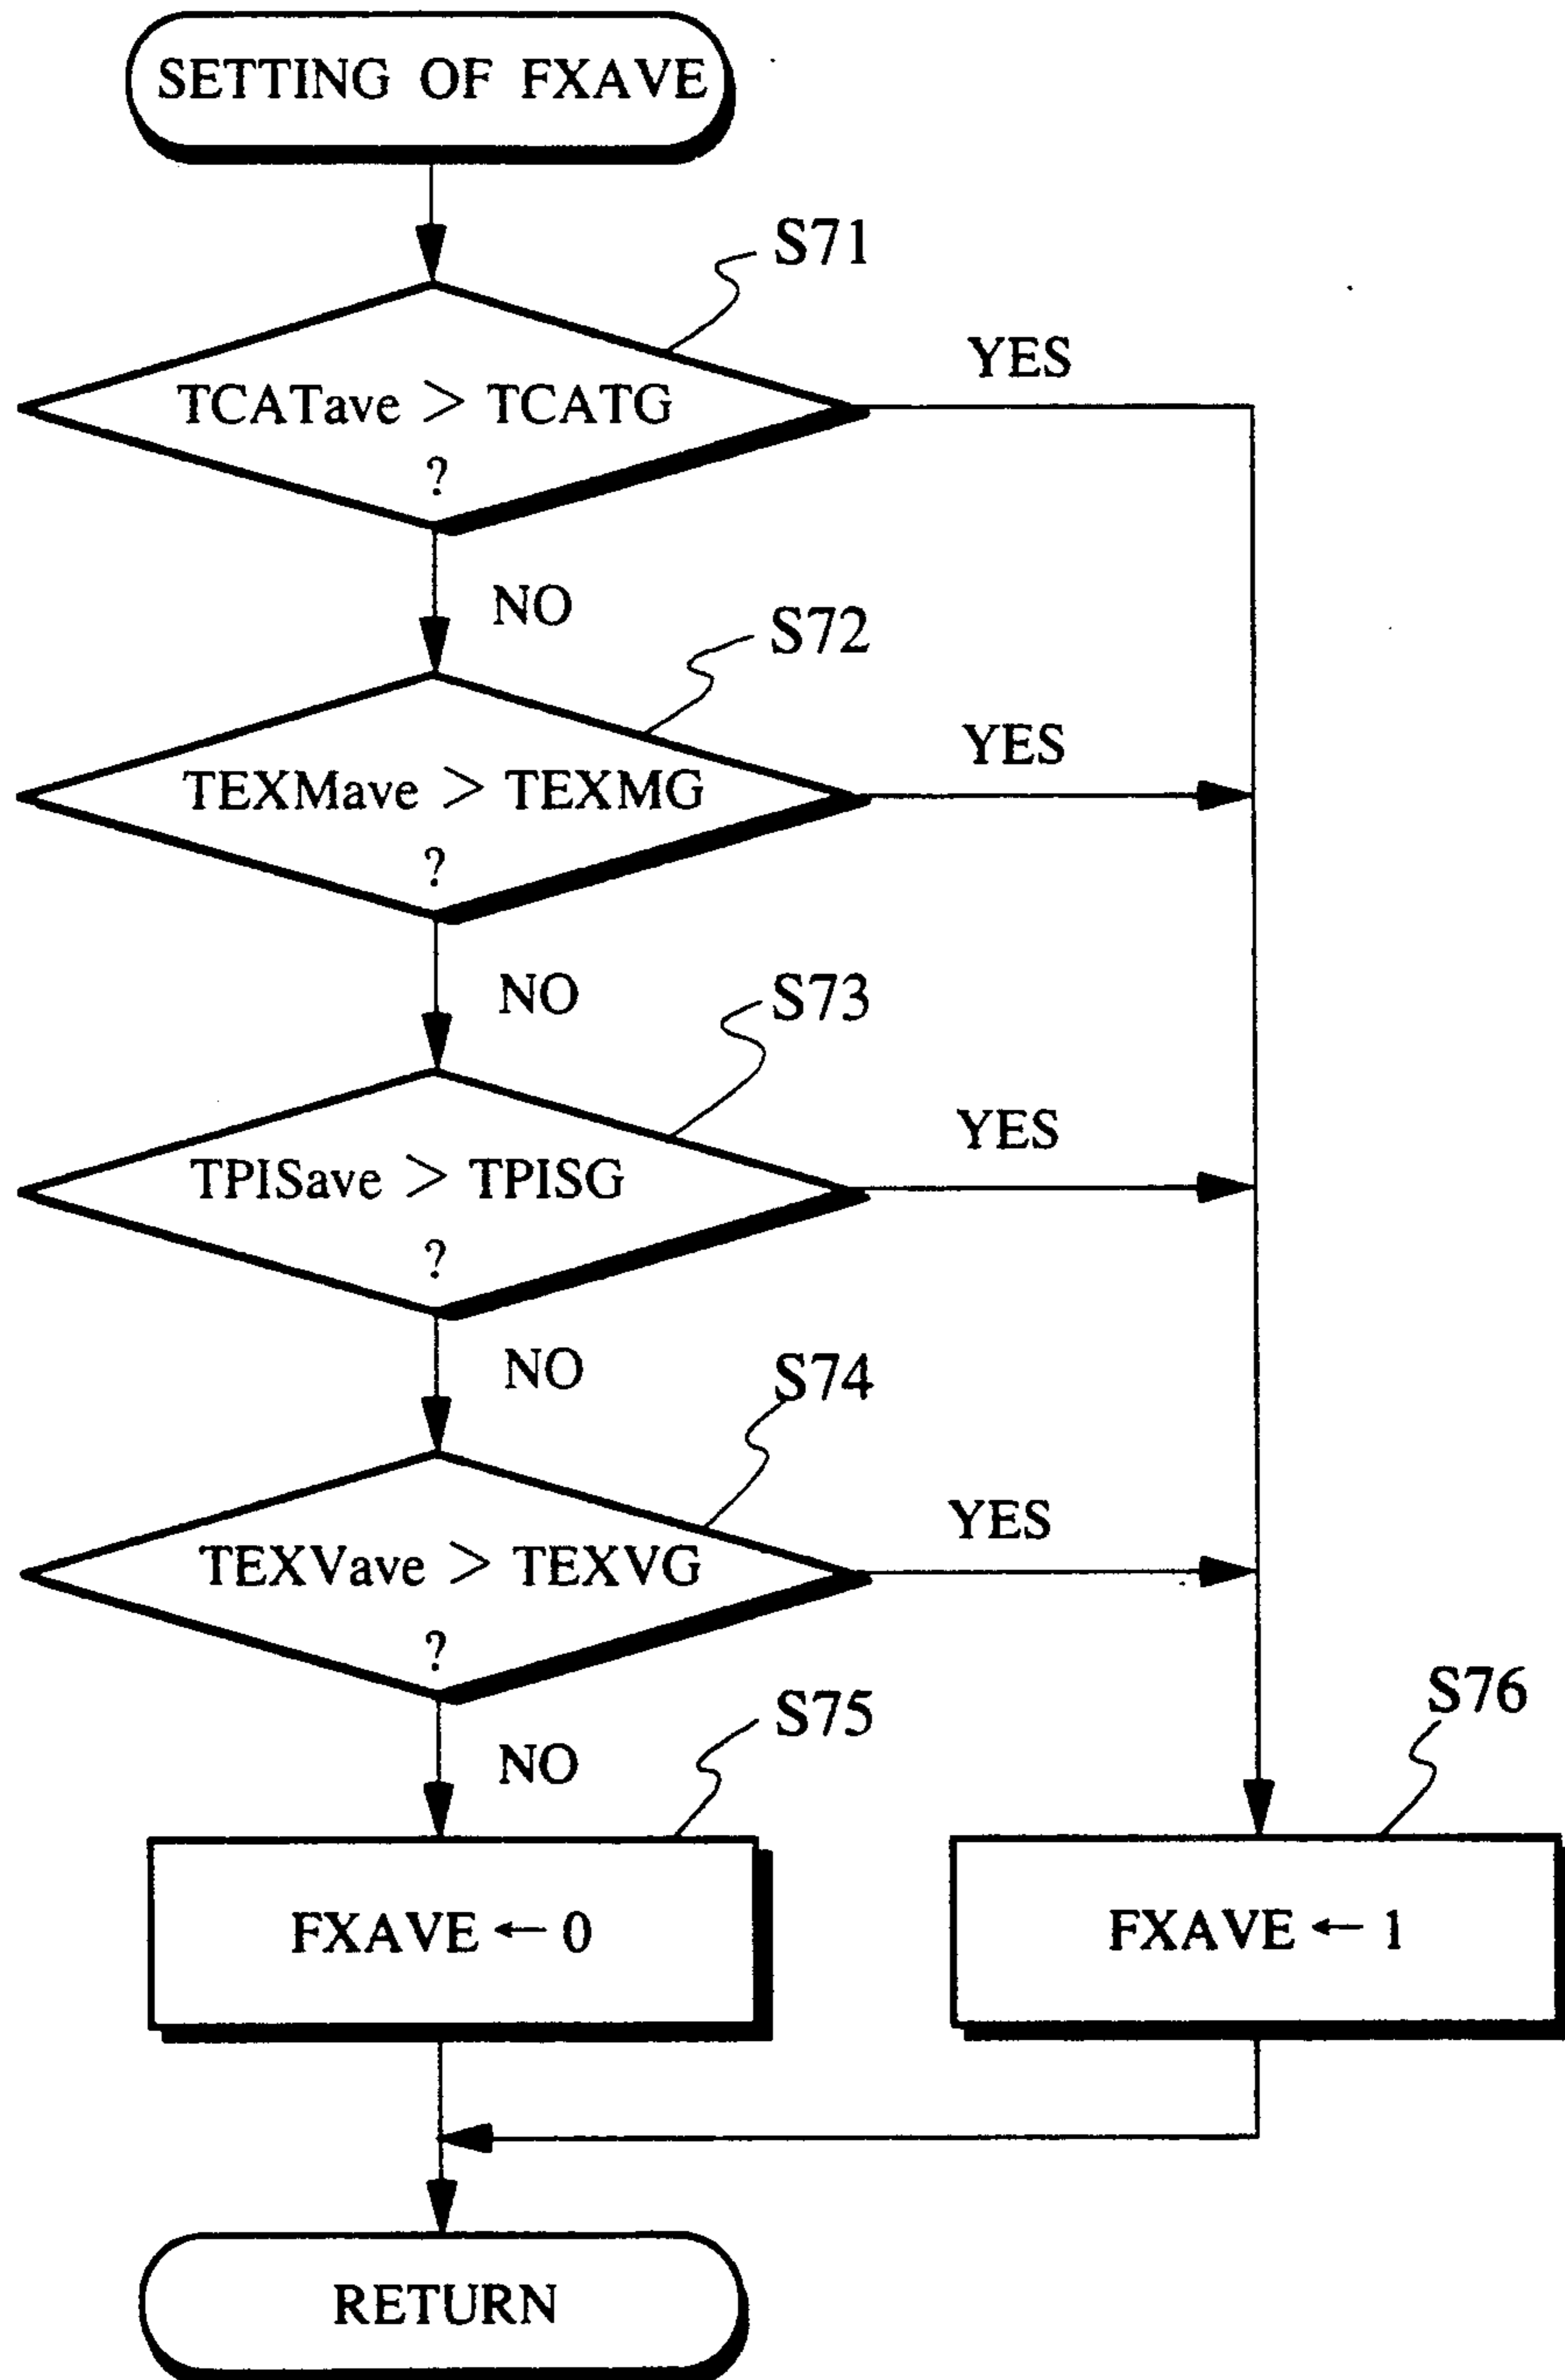 SETTING OF FXAVE
S71
TCATave > TCATG
?
YES
NO
S72
TEXMave > TEXMG
?
YES
NO
S73
TPISave > TPISG
?
YES
NO
S74
TEXVave > TEXVG
?
YES
NO
S75
S76
FXAVE ← 0
FXAVE ← 1
RETURN